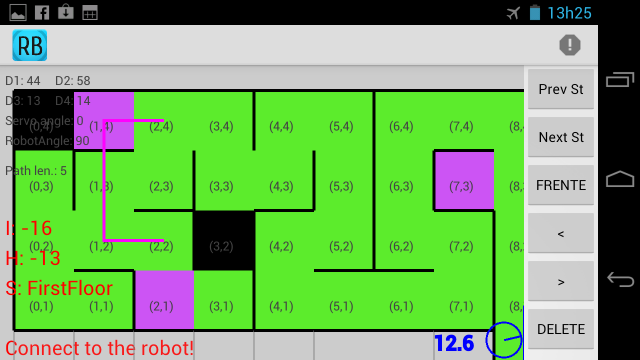 13h25
RB
D1: 44 D2: 58
D3: 13 D4: 14
Servo angle: 0
RobotAngle: 90
Path len.: 5
(0,4) (1,4) (2,4) (3,4) (4,4) (5,4) (6,4) (7,4) (8,
(0,3) (1,3) (2,3) (3,3) (4,3) (5,3) (6,3) (7,3) (8,
I: -16
(0,2) (1,2) (2,2) (3,2) (4,2) (5,2) (6,2) (7,2) (8,
H: -13
S: FirstFloor
(0,1) (1,1) (2,1) (3,1) (4,1) (5,1) (6,1) (7,1) (8,
Connect to the robot!
12.6
Prev St
Next St
FRENTE
<
>
DELETE